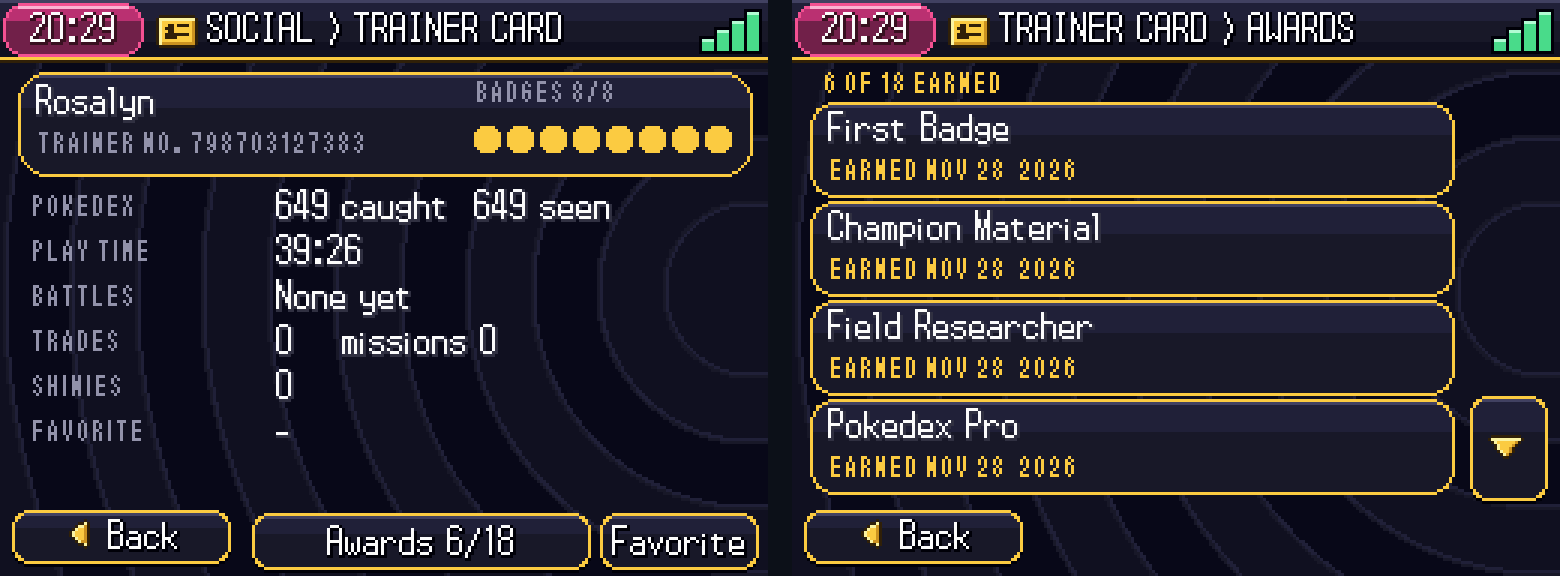 20:29 SOCIAL > TRAINER CARD
Rosalyn
BADGES 8/8
TRAINER NO. 798703127383
POKEDEX 649 caught 649 seen
PLAY TIME 39:26
BATTLES None yet
TRADES 0 missions 0
SHINIES 0
FAVORITE -
Back Awards 6/18 Favorite
20:29 TRAINER CARD > AWARDS
6 OF 18 EARNED
First Badge
EARNED NOV 28 2026
Champion Material
EARNED NOV 28 2026
Field Researcher
EARNED NOV 28 2026
Pokedex Pro
EARNED NOV 28 2026
Back